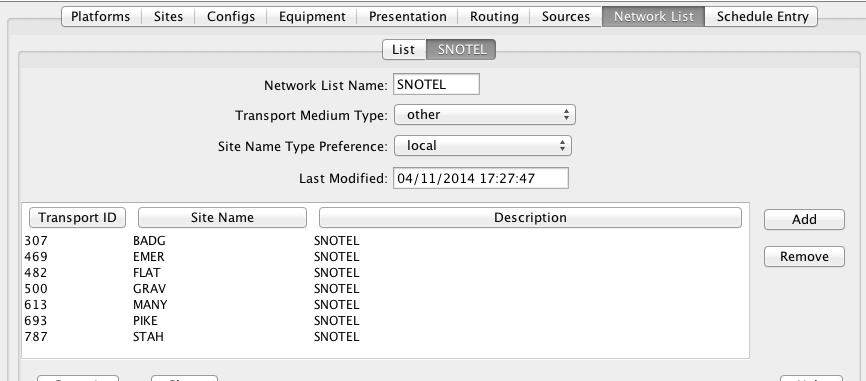 Platforms Sites Configs Equipment Presentation Routing Sources Network List Schedule Entry
List SNOTEL
Network List Name: SNOTEL
Transport Medium Type: other
Site Name Type Preference: local
Last Modified: 04/11/2014 17:27:47
Transport ID Site Name Description Add
307 BADG SNOTEL
469 EMER SNOTEL Remove
482 FLAT SNOTEL
500 GRAV SNOTEL
613 MANY SNOTEL
693 PIKE SNOTEL
787 STAH SNOTEL